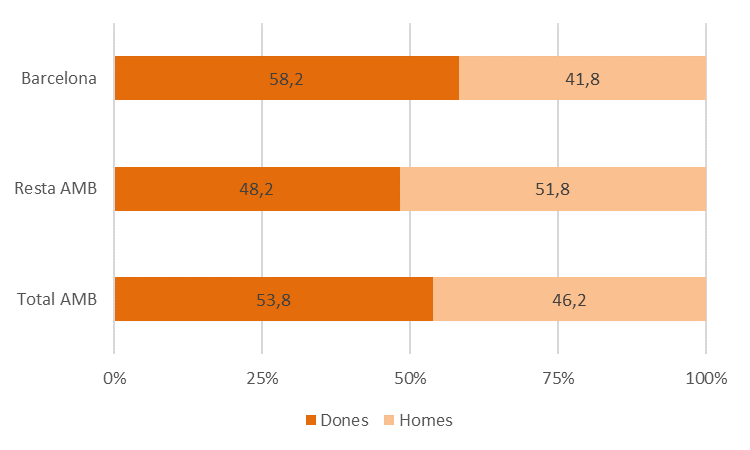 Barcelona 58,2 41,8
Resta AMB 48,2 51,8
Total AMB 53,8 46,2
0% 25% 50% 75% 100%
Dones Homes